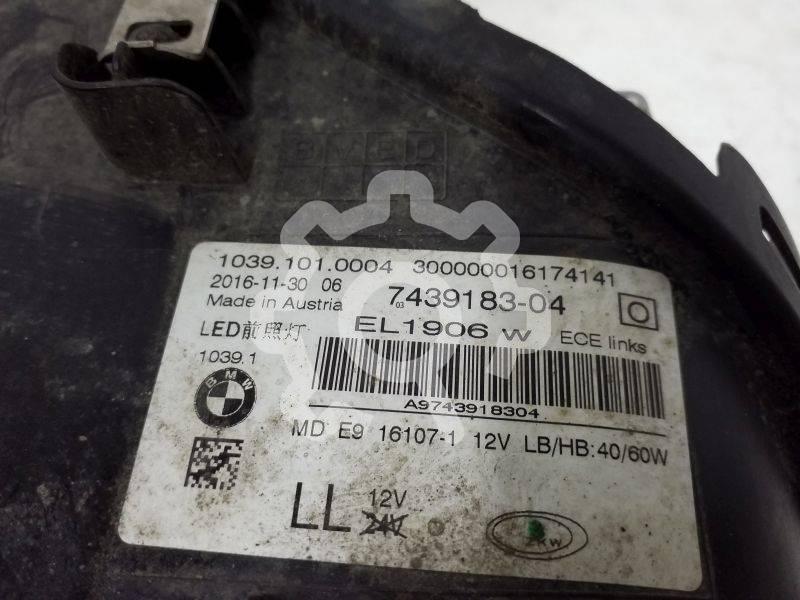 BMBD
1039.101.0004 300000016174141
2016-11-30 06 7439183-04
03
Made in Austria
LED前照灯 EL1906 W ECE links
1039.1
BMW
A9743918304
MD E9 16107-1 12V LB/HB:40/60W
LL 12V
24V